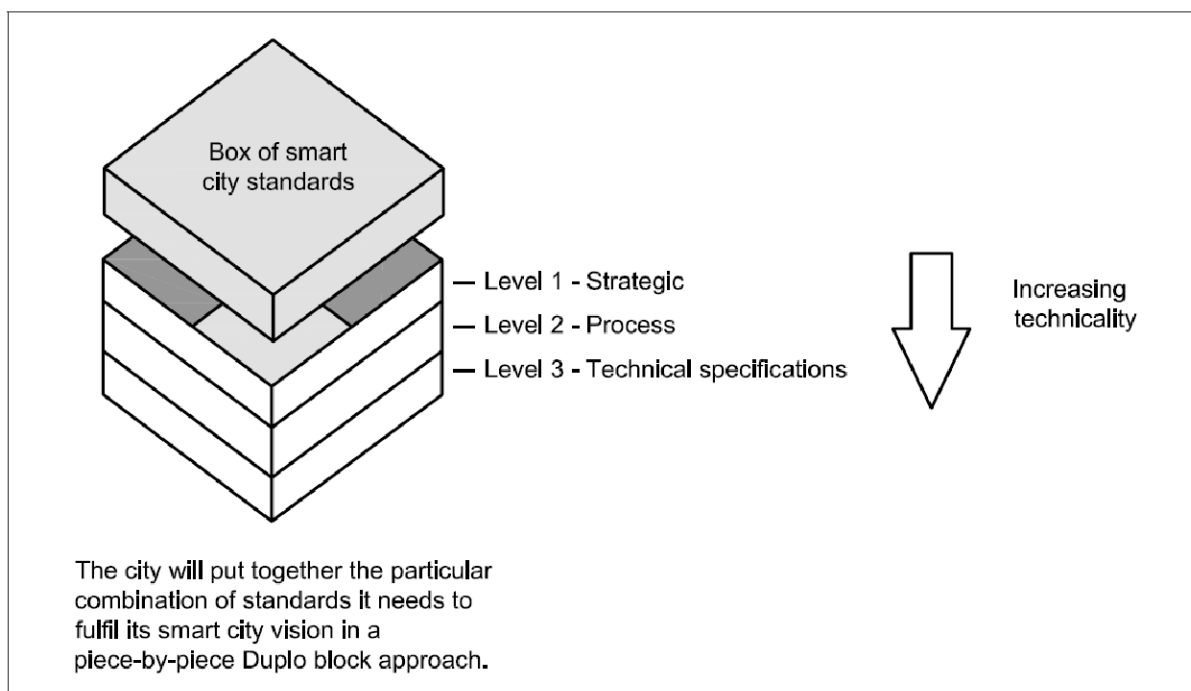 Box of smart
city standards
Level 1 - Strategic
Level 2 - Process
Level 3 - Technical specifications
Increasing
technicality
The city will put together the particular
combination of standards it needs to
fulfil its smart city vision in a
piece-by-piece Duplo block approach.